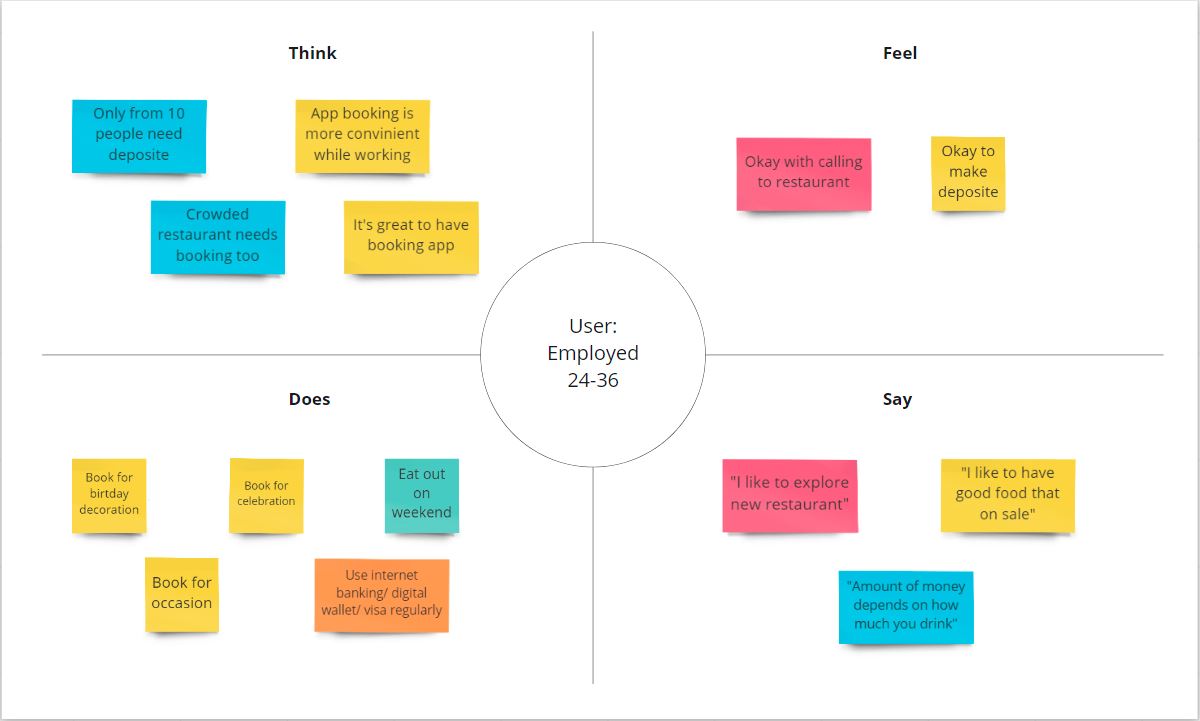 Think
Only from 10
people need
deposite
App booking is
more convinient
while working
Crowded
restaurant needs
booking too
It's great to have
booking app
Feel
Okay with calling
to restaurant
Okay to
make
deposite
User:
Employed
24-36
Does
Book for
birtday
decoration
Book for
celebration
Eat out
on
weekend
Book for
occasion
Use internet
banking/ digital
wallet/ visa regularly
Say
"I like to explore
new restaurant"
"I like to have
good food that
on sale"
"Amount of money
depends on how
much you drink"